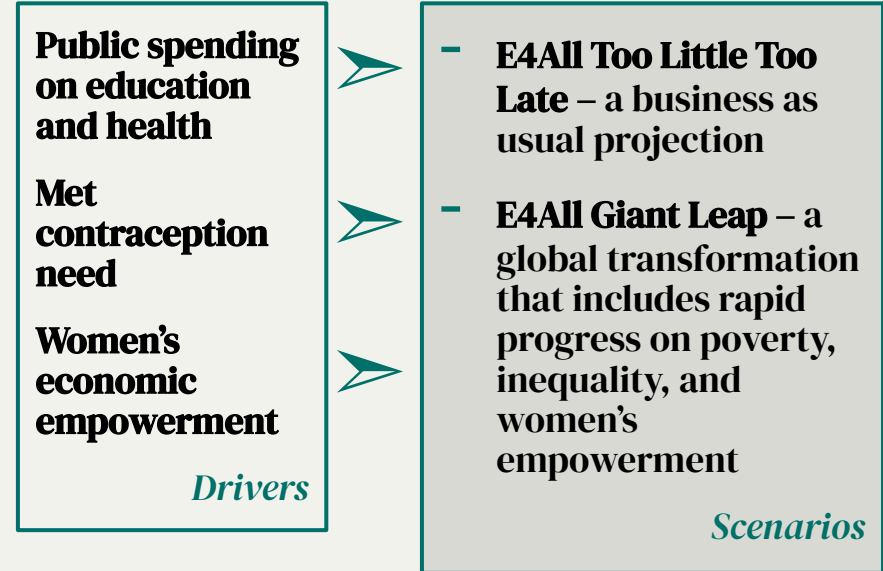 Public spending
on education
and health
Met
contraception
need
Women’s
economic
empowerment
Drivers
- E4All Too Little Too
Late – a business as
usual projection
- E4All Giant Leap – a
global transformation
that includes rapid
progress on poverty,
inequality, and
women’s
empowerment
Scenarios